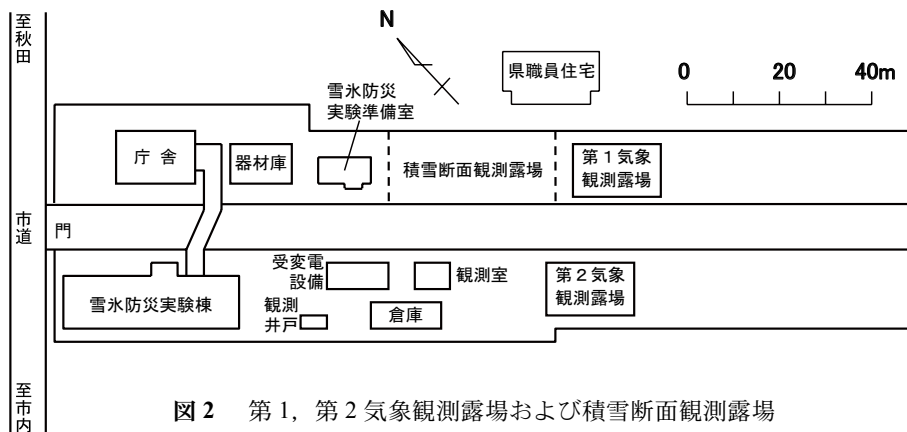 至秋田
N
県職員住宅
0 20 40m
雪氷防災
実験準備室
庁 舎
器材庫
積雪断面観測露場
第1気象
観測露場
市道
門
受変電
設備
観測室
第2気象
観測露場
雪氷防災実験棟
観測
井戸
倉庫
至市内
図2 第1，第2気象観測露場および積雪断面観測露場